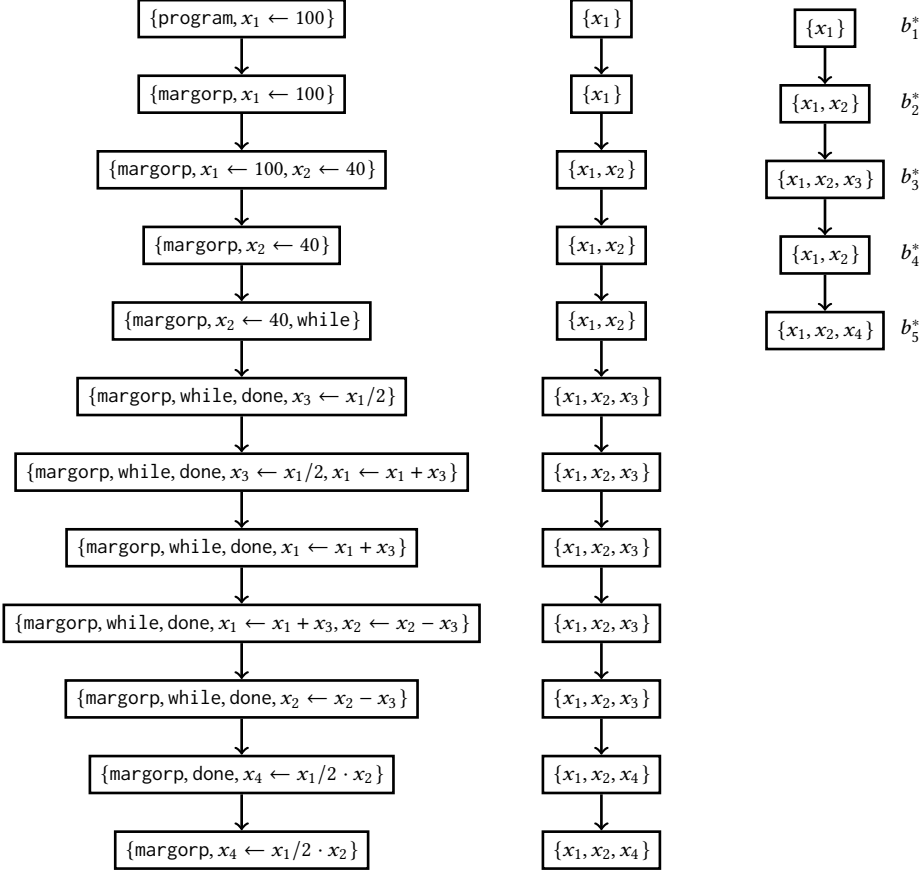 {program, x₁ ← 100}
{margorp, x₁ ← 100}
{margorp, x₁ ← 100, x₂ ← 40}
{margorp, x₂ ← 40}
{margorp, x₂ ← 40, while}
{margorp, while, done, x₃ ← x₁/2}
{margorp, while, done, x₃ ← x₁/2, x₁ ← x₁ + x₃}
{margorp, while, done, x₁ ← x₁ + x₃}
{margorp, while, done, x₁ ← x₁ + x₃, x₂ ← x₂ − x₃}
{margorp, while, done, x₂ ← x₂ − x₃}
{margorp, done, x₄ ← x₁/2 · x₂}
{margorp, x₄ ← x₁/2 · x₂}
{x₁}
{x₁}
{x₁, x₂}
{x₁, x₂}
{x₁, x₂}
{x₁, x₂, x₃}
{x₁, x₂, x₃}
{x₁, x₂, x₃}
{x₁, x₂, x₃}
{x₁, x₂, x₃}
{x₁, x₂, x₄}
{x₁, x₂, x₄}
{x₁} b₁*
{x₁, x₂} b₂*
{x₁, x₂, x₃} b₃*
{x₁, x₂} b₄*
{x₁, x₂, x₄} b₅*